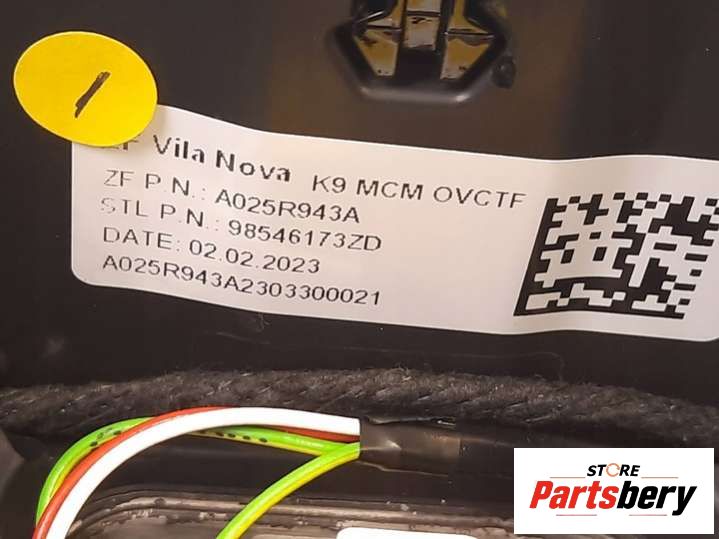 ZF Vila Nova K9 MCM OVCTF
ZF P.N.: A025R943A
STL P.N.: 98546173ZD
DATE: 02.02.2023
A025R943A2303300021
STORE
Partsbery